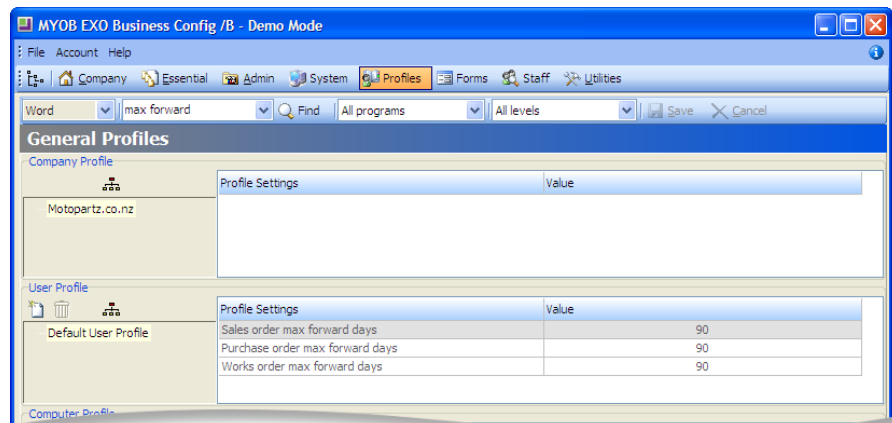 MYOB EXO Business Config /B - Demo Mode
File Account Help
Company Essential Admin System Profiles Forms Staff Utilities
Word max forward Find All programs All levels Save Cancel
General Profiles
Company Profile
Profile Settings Value
Motopartz.co.nz
User Profile
Profile Settings Value
Default User Profile Sales order max forward days 90
Purchase order max forward days 90
Works order max forward days 90
Computer Profile